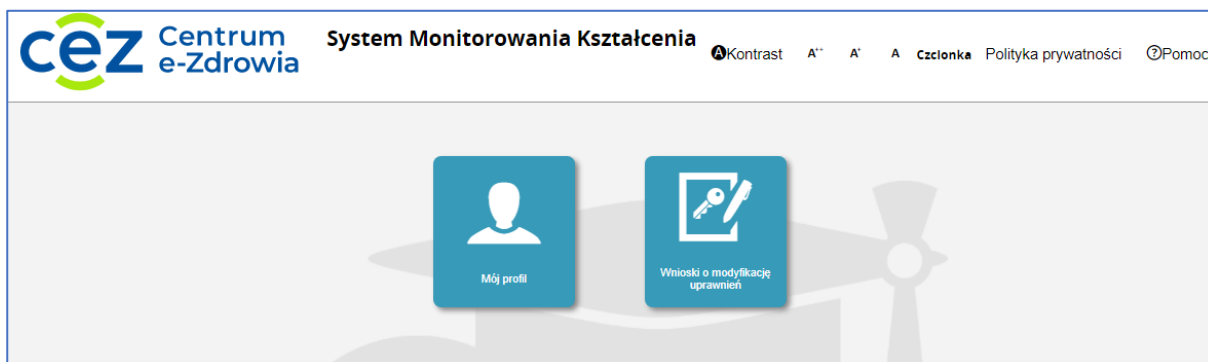 cez Centrum
e-Zdrowia
System Monitorowania Kształcenia
A Kontrast A++ A+ A Czcionka Polityka prywatności ?Pomoc
Mój profil
Wnioski o modyfikację
uprawnień